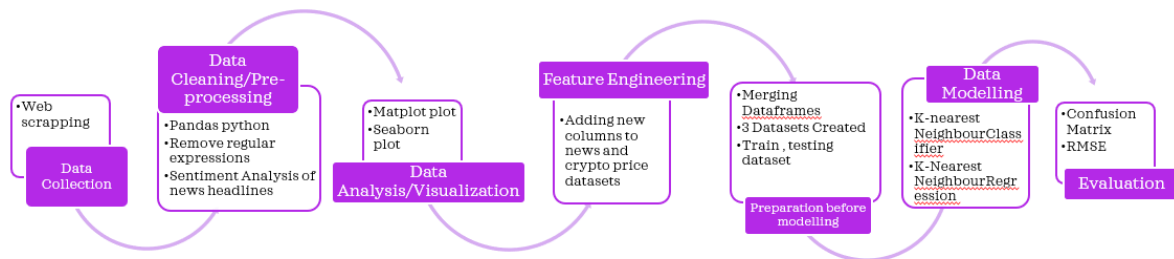 •Web
scrapping
Data
Collection
Data
Cleaning/Pre-
processing
•Pandas python
•Remove regular
expressions
•Sentiment Analysis of
news headlines
•Matplot plot
•Seaborn
plot
Data
Analysis/Visualization
Feature Engineering
•Adding new
columns to
news and
crypto price
datasets
•Merging
Dataframes
•3 Datasets Created
•Train , testing
dataset
Preparation before
modelling
Data
Modelling
•K-nearest
NeighbourClass
ifier
•K-Nearest
NeighbourRegr
ession
•Confusion
Matrix
•RMSE
Evaluation